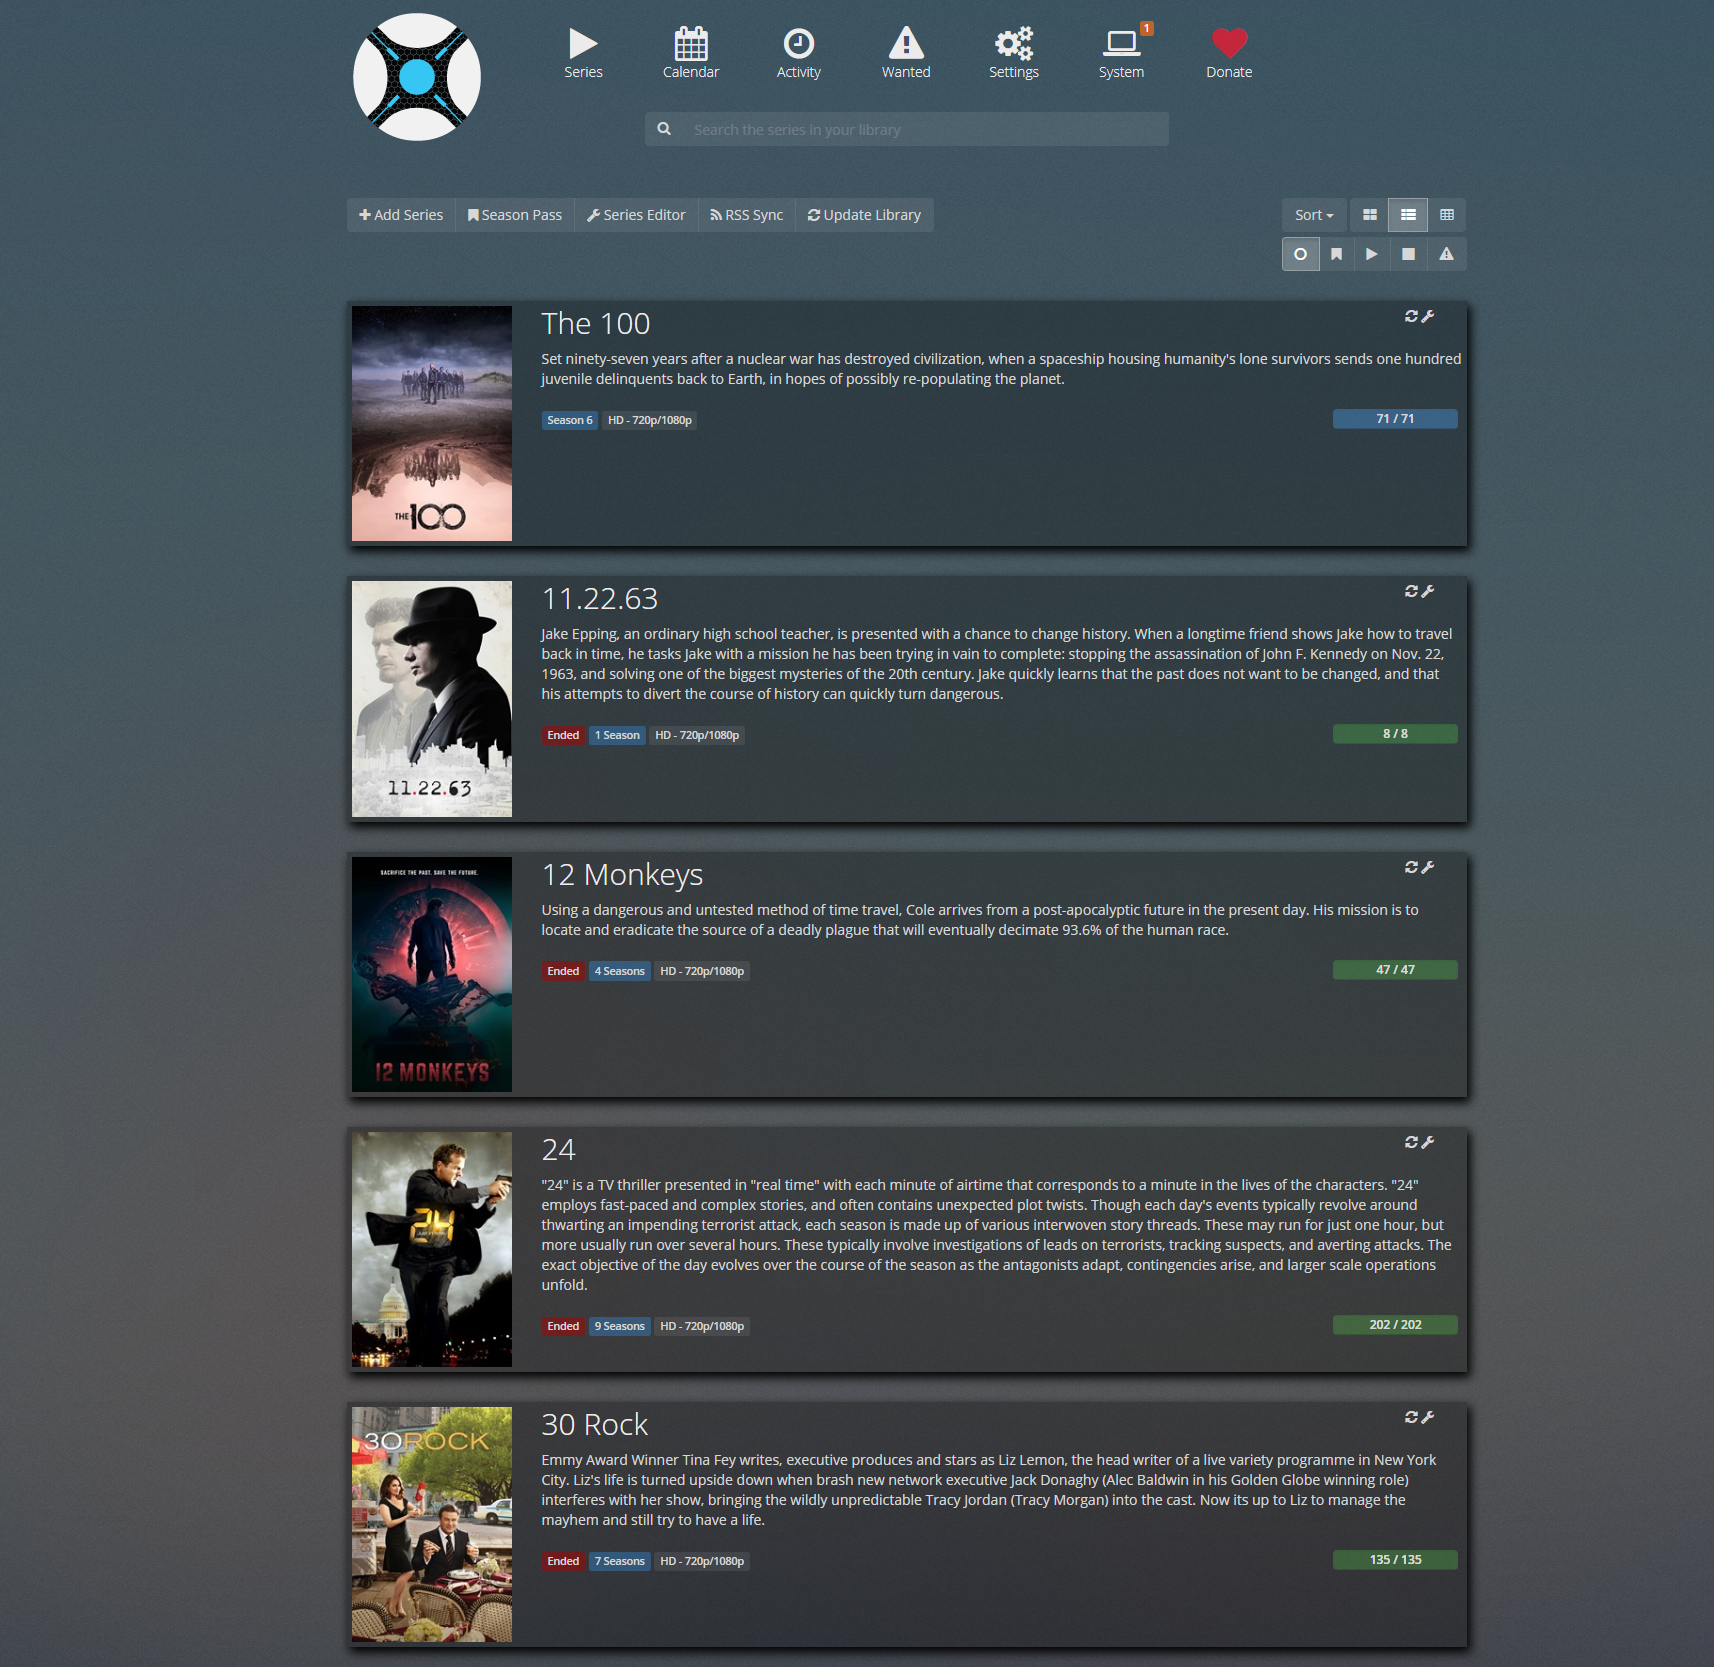 Series
Calendar
Activity
Wanted
Settings
1
System
Donate
Search the series in your library
Add Series
Season Pass
Series Editor
RSS Sync
Update Library
Sort
THE 100
The 100
Set ninety-seven years after a nuclear war has destroyed civilization, when a spaceship housing humanity's lone survivors sends one hundred
juvenile delinquents back to Earth, in hopes of possibly re-populating the planet.
Season 6
HD - 720p/1080p
71 / 71
11.22.63
11.22.63
Jake Epping, an ordinary high school teacher, is presented with a chance to change history. When a longtime friend shows Jake how to travel
back in time, he tasks Jake with a mission he has been trying in vain to complete: stopping the assassination of John F. Kennedy on Nov. 22,
1963, and solving one of the biggest mysteries of the 20th century. Jake quickly learns that the past does not want to be changed, and that
his attempts to divert the course of history can quickly turn dangerous.
Ended
1 Season
HD - 720p/1080p
8 / 8
SACRIFICE THE PAST. SAVE THE FUTURE.
12 MONKEYS
12 Monkeys
Using a dangerous and untested method of time travel, Cole arrives from a post-apocalyptic future in the present day. His mission is to
locate and eradicate the source of a deadly plague that will eventually decimate 93.6% of the human race.
Ended
4 Seasons
HD - 720p/1080p
47 / 47
24
24
"24" is a TV thriller presented in "real time" with each minute of airtime that corresponds to a minute in the lives of the characters. "24"
employs fast-paced and complex stories, and often contains unexpected plot twists. Though each day's events typically revolve around
thwarting an impending terrorist attack, each season is made up of various interwoven story threads. These may run for just one hour, but
more usually run over several hours. These typically involve investigations of leads on terrorists, tracking suspects, and averting attacks. The
exact objective of the day evolves over the course of the season as the antagonists adapt, contingencies arise, and larger scale operations
unfold.
Ended
9 Seasons
HD - 720p/1080p
202 / 202
30ROCK
30 Rock
Emmy Award Winner Tina Fey writes, executive produces and stars as Liz Lemon, the head writer of a live variety programme in New York
City. Liz's life is turned upside down when brash new network executive Jack Donaghy (Alec Baldwin in his Golden Globe winning role)
interferes with her show, bringing the wildly unpredictable Tracy Jordan (Tracy Morgan) into the cast. Now its up to Liz to manage the
mayhem and still try to have a life.
Ended
7 Seasons
HD - 720p/1080p
135 / 135